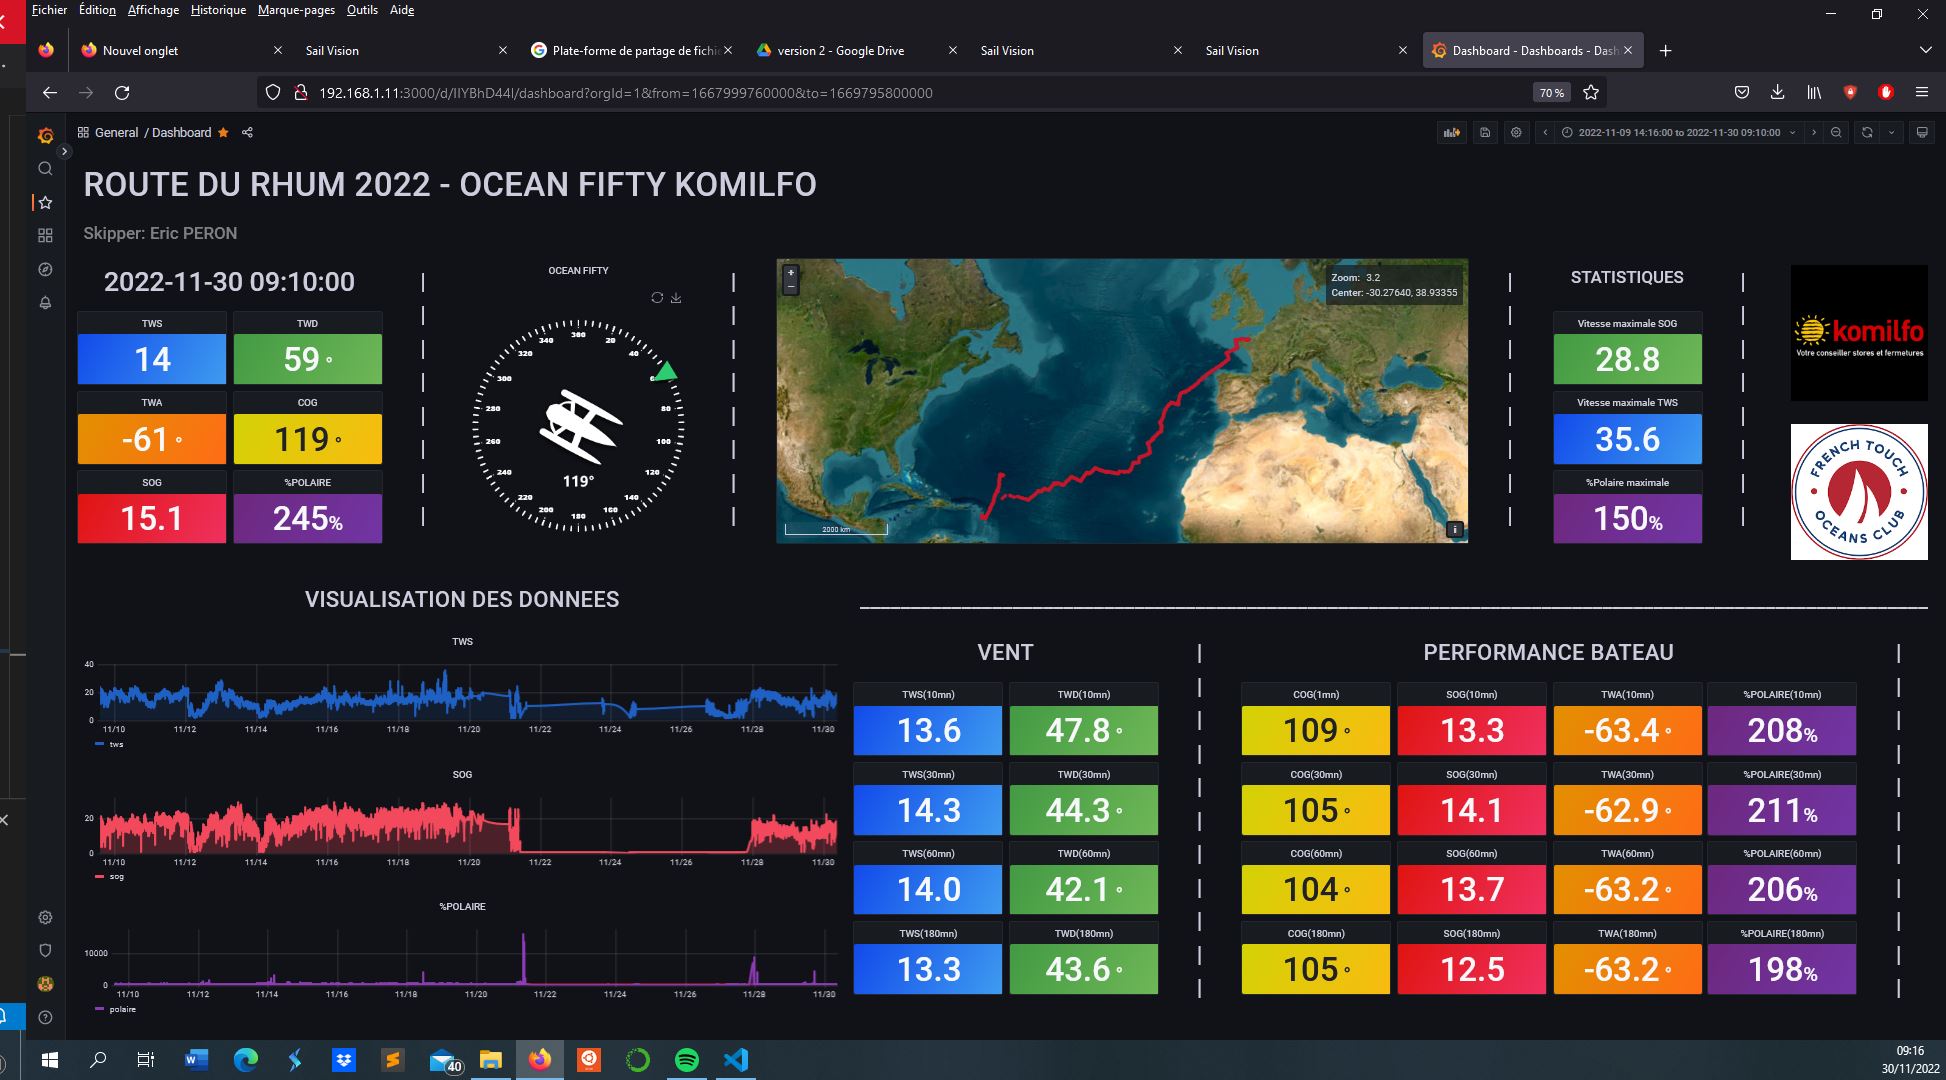 Fichier Édition Affichage Historique Marque-pages Outils Aide
Nouvel onglet
Sail Vision
Plate-forme de partage de fichie
version 2 - Google Drive
Sail Vision
Sail Vision
Dashboard - Dashboards - Dash
192.168.1.11:3000/d/IIYBhD44I/dashboard?orgId=1&from=1667999760000&to=1669795800000
70 %
General / Dashboard
2022-11-09 14:16:00 to 2022-11-30 09:10:00
ROUTE DU RHUM 2022 - OCEAN FIFTY KOMILFO
Skipper: Eric PERON
2022-11-30 09:10:00
TWS TWD
14 59 °
TWA COG
-61 ° 119 °
SOG %POLAIRE
15.1 245%
OCEAN FIFTY
360 20 40 80 100 120 140 160 180 200 220 240 260 280 300 320 340
119°
+
−
Zoom: 3.2
Center: -30.27640, 38.93355
2000 km
i
STATISTIQUES
Vitesse maximale SOG
28.8
Vitesse maximale TWS
35.6
%Polaire maximale
150%
komilfo
Votre conseiller stores et fermetures
FRENCH TOUCH
OCEANS CLUB
VISUALISATION DES DONNEES
TWS
40
20
0
11/10 11/12 11/14 11/16 11/18 11/20 11/22 11/24 11/26 11/28 11/30
tws
SOG
20
0
11/10 11/12 11/14 11/16 11/18 11/20 11/22 11/24 11/26 11/28 11/30
sog
%POLAIRE
10000
0
11/10 11/12 11/14 11/16 11/18 11/20 11/22 11/24 11/26 11/28 11/30
polaire
VENT
TWS(10mn) TWD(10mn)
13.6 47.8 °
TWS(30mn) TWD(30mn)
14.3 44.3 °
TWS(60mn) TWD(60mn)
14.0 42.1 °
TWS(180mn) TWD(180mn)
13.3 43.6 °
PERFORMANCE BATEAU
COG(1mn) SOG(10mn) TWA(10mn) %POLAIRE(10mn)
109 ° 13.3 -63.4 ° 208%
COG(30mn) SOG(30mn) TWA(30mn) %POLAIRE(30mn)
105 ° 14.1 -62.9 ° 211%
COG(60mn) SOG(60mn) TWA(60mn) %POLAIRE(60mn)
104 ° 13.7 -63.2 ° 206%
COG(180mn) SOG(180mn) TWA(180mn) %POLAIRE(180mn)
105 ° 12.5 -63.2 ° 198%
40
09:16
30/11/2022